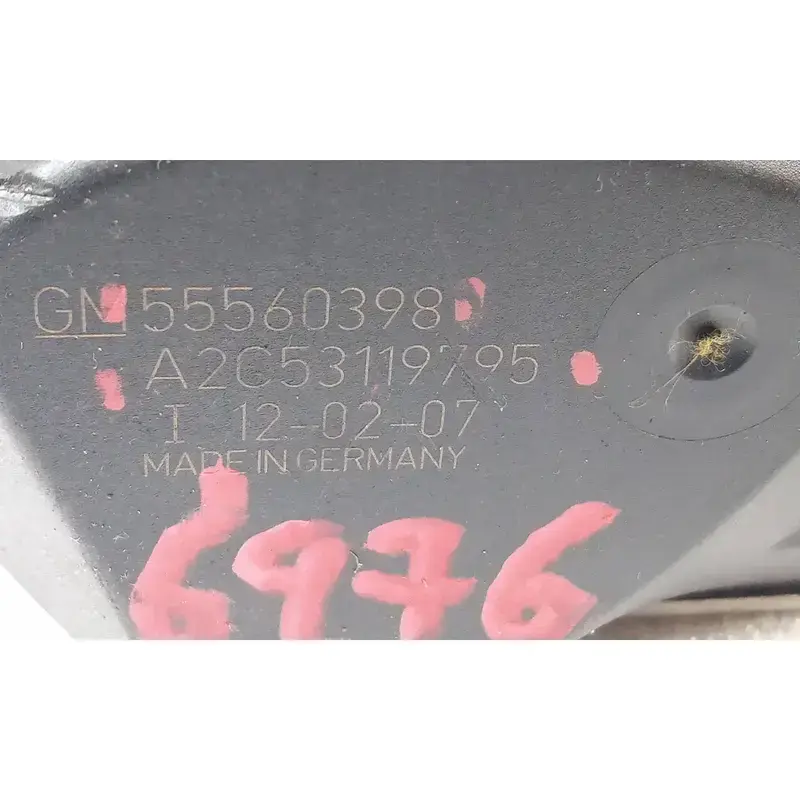 GM 55560398
A2C53119795
I 12-02-07
MADE IN GERMANY
6976